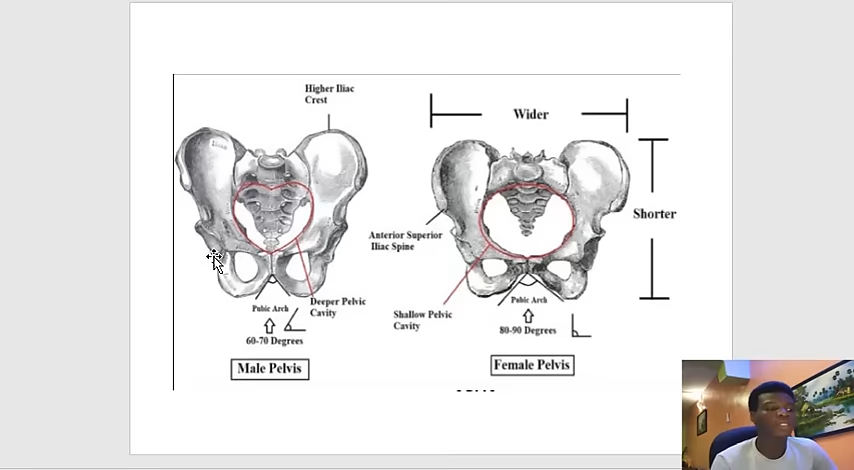 Higher Iliac
Crest
Wider
Shorter
Anterior Superior
Iliac Spine
Deeper Pelvic
Cavity
Shallow Pelvic
Cavity
Pubic Arch
60-70 Degrees
Male Pelvis
Pubic Arch
80-90 Degrees
Female Pelvis